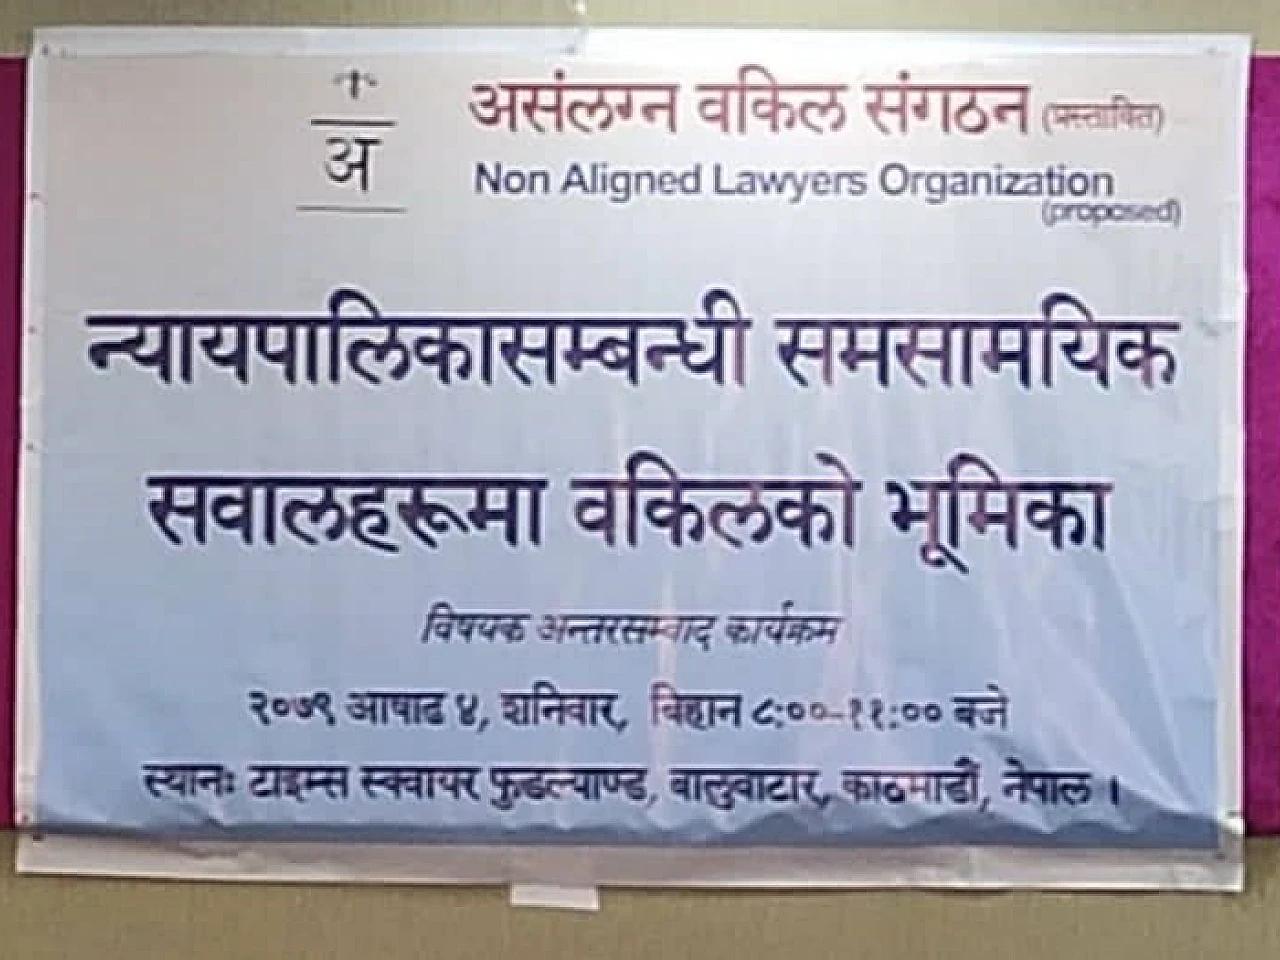 अ
असंलग्न वकिल संगठन (प्रस्तावित)
Non Aligned Lawyers Organization
(proposed)
न्यायपालिकासम्बन्धी समसामयिक
सवालहरूमा वकिलको भूमिका
विषयक अन्तरसम्वाद कार्यक्रम
२०७९ आषाढ ४, शनिवार, विहान ८:००-११:०० बजे
स्थानः टाइम्स स्क्वायर फुडल्याण्ड, बालुवाटार, काठमाडौं, नेपाल ।